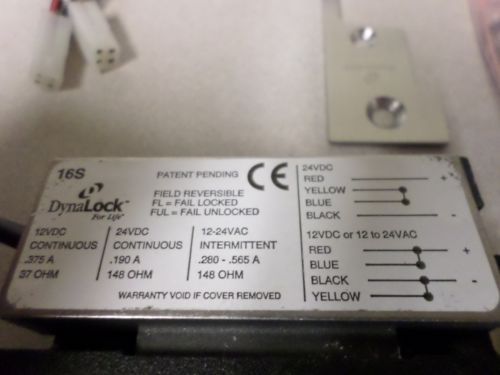 16S
PATENT PENDING
CE
DynaLock
For Life
FIELD REVERSIBLE
FL = FAIL LOCKED
FUL = FAIL UNLOCKED
12VDC
CONTINUOUS
.375 A
37 OHM
24VDC
CONTINUOUS
.190 A
148 OHM
12-24VAC
INTERMITTENT
.280 - .565 A
148 OHM
WARRANTY VOID IF COVER REMOVED
24VDC
RED +
YELLOW
BLUE
BLACK -
12VDC or 12 to 24VAC
RED +
BLUE
BLACK -
YELLOW